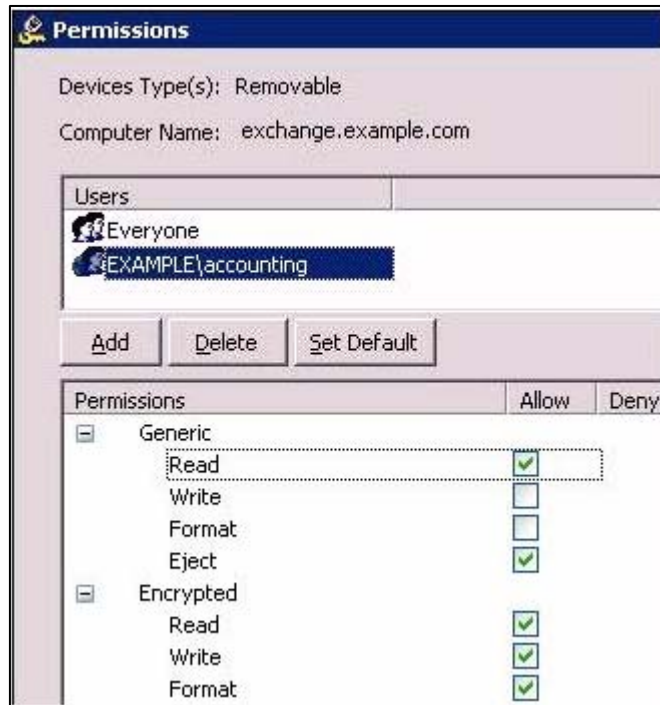 Permissions
Devices Type(s): Removable
Computer Name: exchange.example.com
Users
Everyone
EXAMPLE\accounting
Add Delete Set Default
Permissions Allow Deny
Generic
Read
Write
Format
Eject
Encrypted
Read
Write
Format